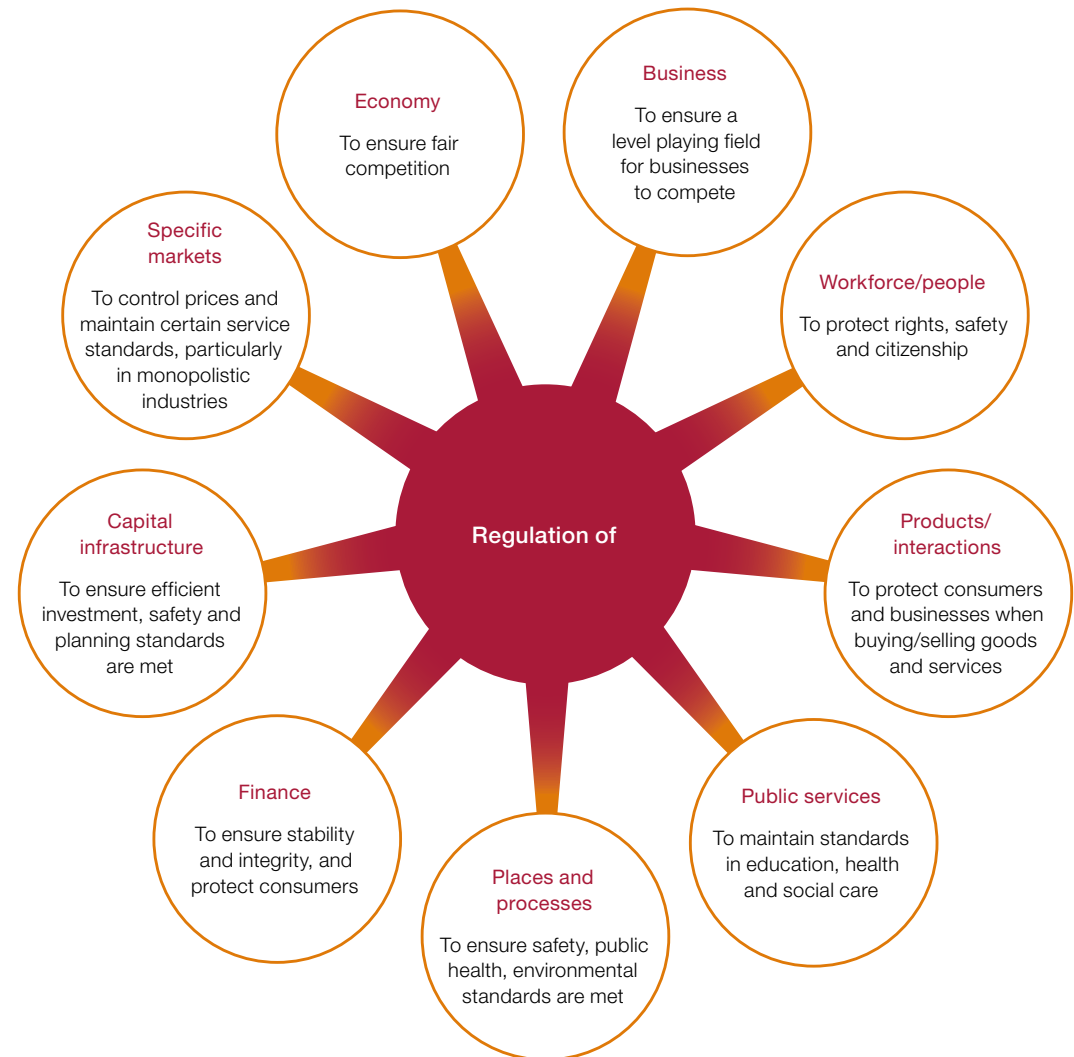 Regulation of
Economy
To ensure fair
competition
Business
To ensure a
level playing field
for businesses
to compete
Workforce/people
To protect rights, safety
and citizenship
Products/
interactions
To protect consumers
and businesses when
buying/selling goods
and services
Public services
To maintain standards
in education, health
and social care
Places and
processes
To ensure safety, public
health, environmental
standards are met
Finance
To ensure stability
and integrity, and
protect consumers
Capital
infrastructure
To ensure efficient
investment, safety and
planning standards
are met
Specific
markets
To control prices and
maintain certain service
standards, particularly
in monopolistic
industries